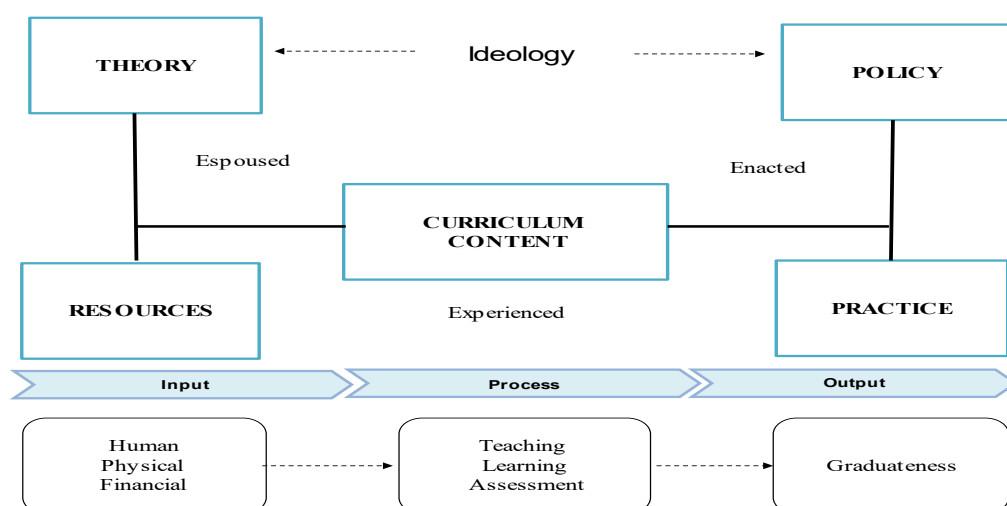 THEORY
Ideology
POLICY
Espoused
Enacted
CURRICULUM
CONTENT
RESOURCES
Experienced
PRACTICE
Input
Process
Output
Human
Physical
Financial
Teaching
Learning
Assessment
Graduateness